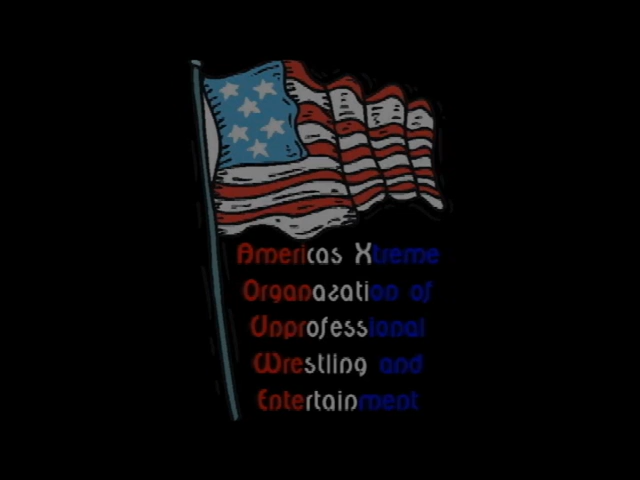 Americas Xtreme
Organazation of
Unprofessional
Wrestling and
Entertainment